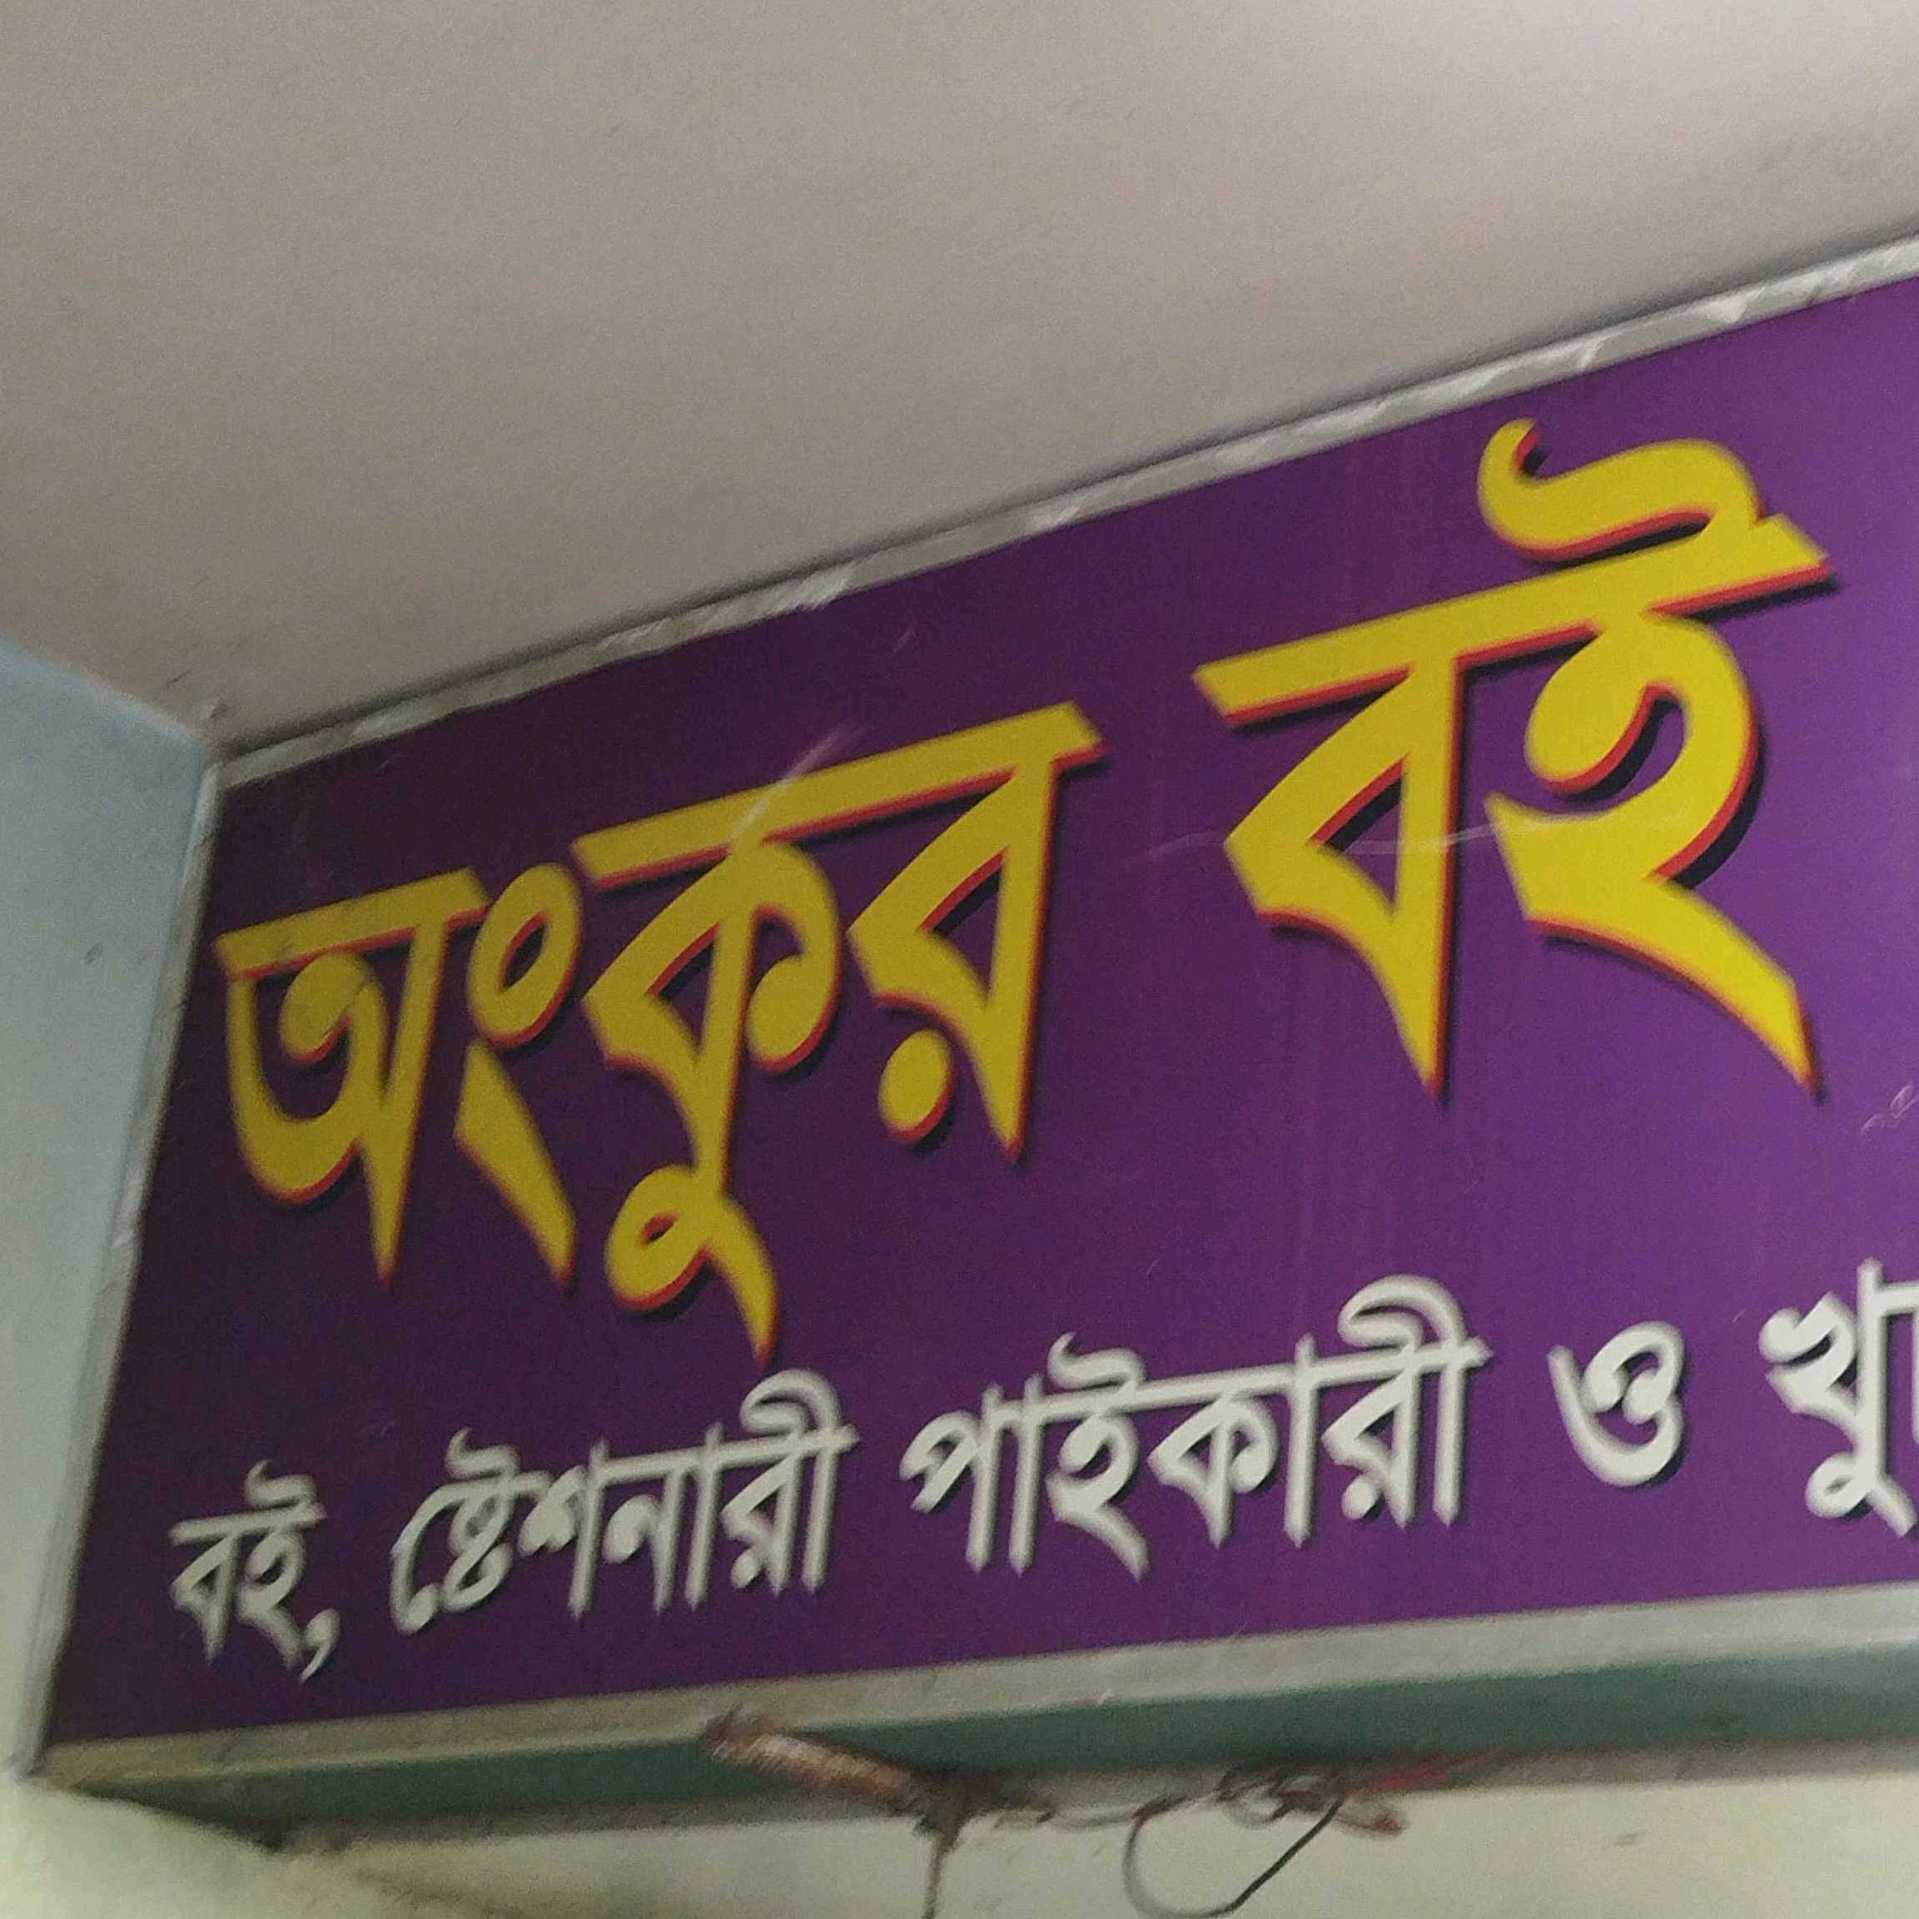 অংকুর বই
বই, ষ্টেশনারী পাইকারী ও